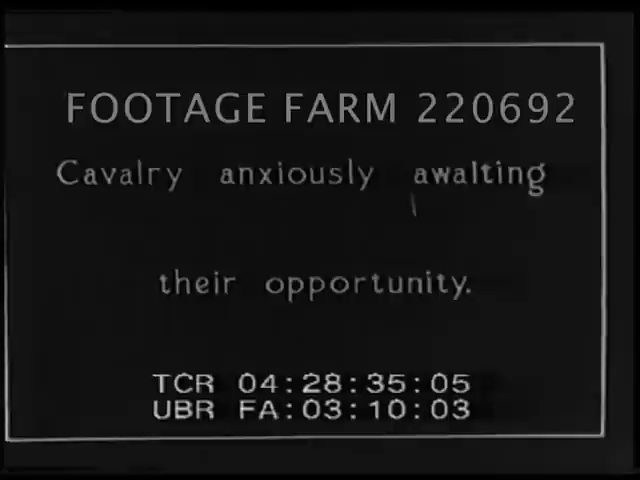 FOOTAGE FARM 220692
Cavalry anxiously awaiting
their opportunity.
TCR 04:28:35:05
UBR FA:03:10:03